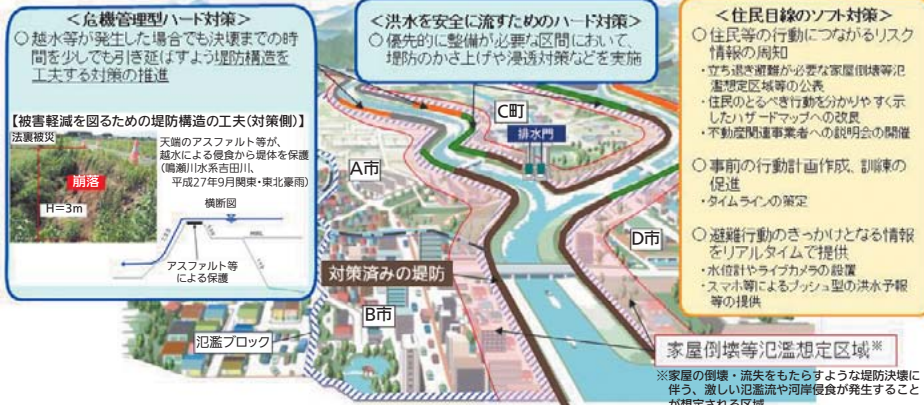 <危機管理型ハード対策>
○ 越水等が発生した場合でも決壊までの時
間を少しでも引き延ばすよう堤防構造を
工夫する対策の推進
【被害軽減を図るための堤防構造の工夫(対策側)】
法裏被災
崩落
H=3m
天端のアスファルト等が、
越水による侵食から堤体を保護
(鳴瀬川水系吉田川、
平成27年9月関東・東北豪雨)
横断図
アスファルト等
による保護
<洪水を安全に流すためのハード対策>
○ 優先的に整備が必要な区間において、
堤防のかさ上げや浸透対策などを実施
C町
排水門
A市
D市
対策済みの堤防
B市
氾濫ブロック
<住民目線のソフト対策>
○ 住民等の行動につながるリスク
情報の周知
・立ち退き避難が必要な家屋倒壊等氾
濫想定区域等の公表
・住民のとるべき行動を分かりやすく示
したハザードマップへの改良
・不動産関連事業者への説明会の開催
○ 事前の行動計画作成、訓練の
促進
・タイムラインの策定
○ 避難行動のきっかけとなる情報
をリアルタイムで提供
・水位計やライブカメラの設置
・スマホ等によるプッシュ型の洪水予報
等の提供
家屋倒壊等氾濫想定区域※
※家屋の倒壊・流失をもたらすような堤防決壊に
伴う、激しい氾濫流や河岸侵食が発生すること
が想定される区域